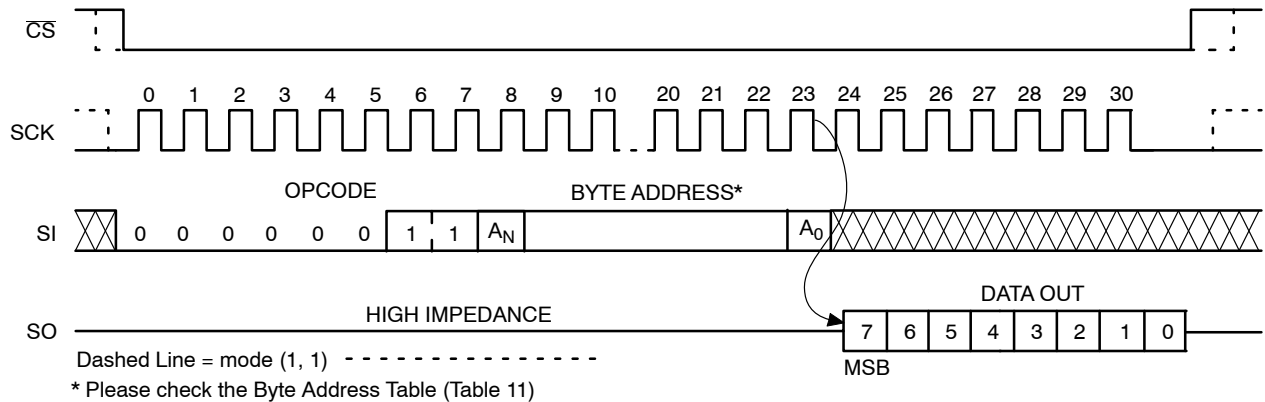 CS
0 1 2 3 4 5 6 7 8 9 10 20 21 22 23 24 25 26 27 28 29 30
SCK
OPCODE BYTE ADDRESS*
SI 0 0 0 0 0 0 1 1 AN A0
DATA OUT
HIGH IMPEDANCE
SO 7 6 5 4 3 2 1 0
Dashed Line = mode (1, 1) - - - - - - - - - - - - - - -
MSB
* Please check the Byte Address Table (Table 11)